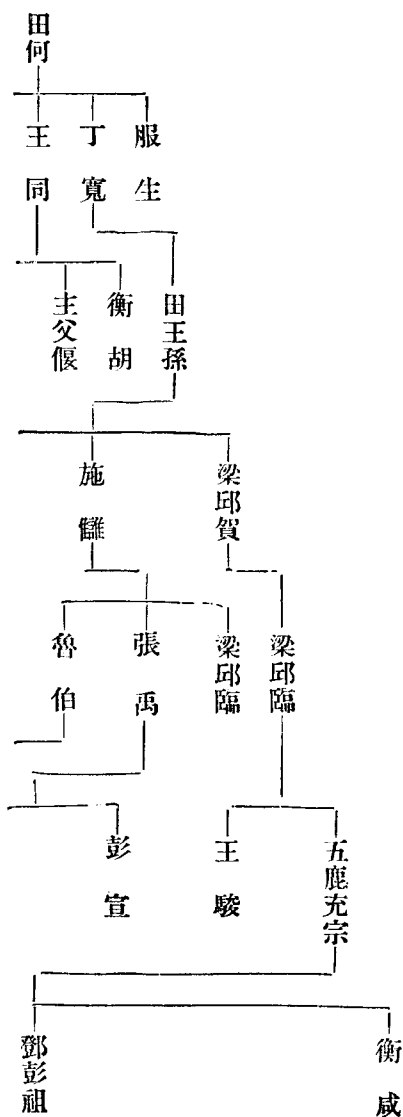 田何
服生
丁寬
王同
田王孫
衡胡
主父偃
梁邱賀
施讎
梁邱臨
梁邱臨
張禹
魯伯
五鹿充宗
王駿
彭宣
衡咸
鄧彭祖